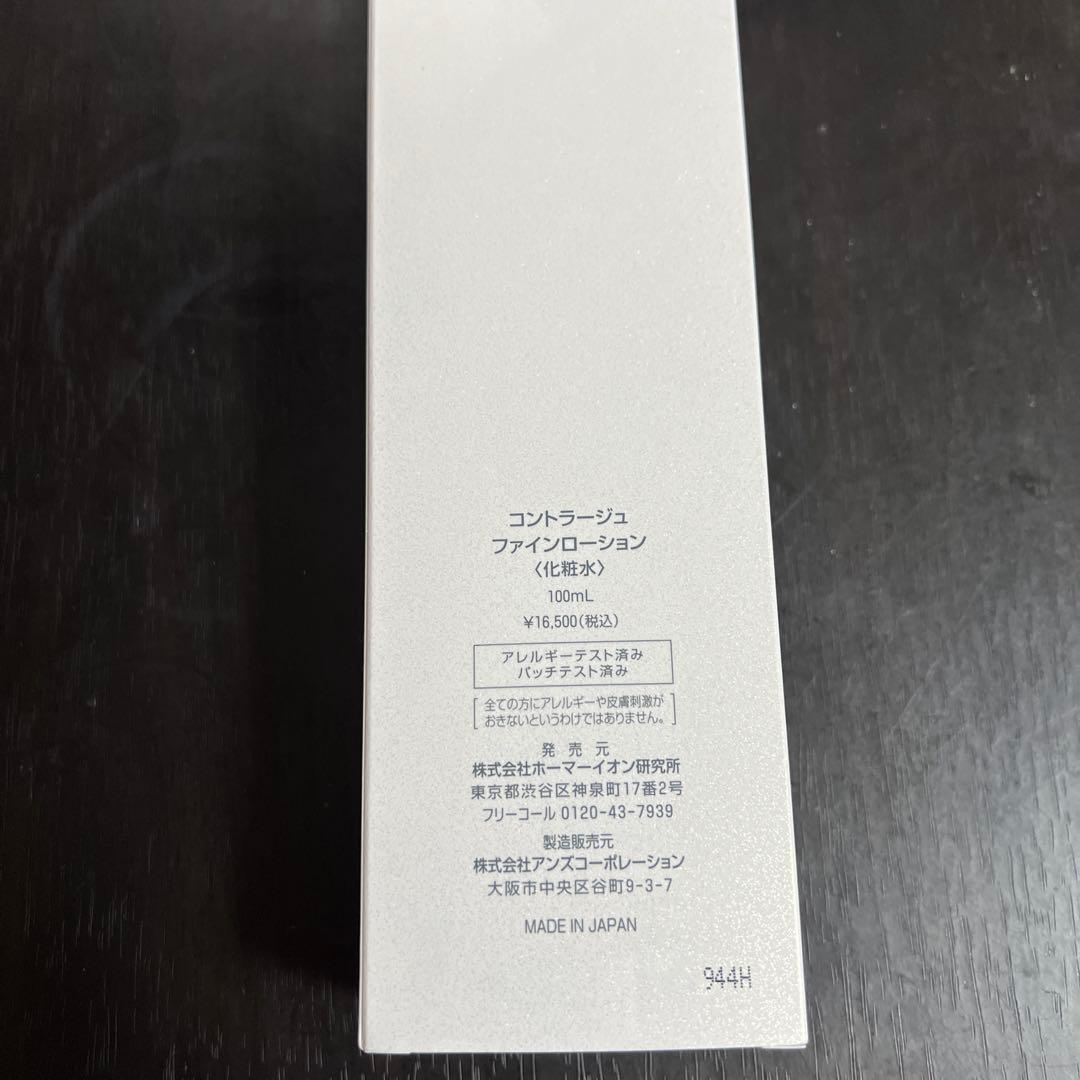 コントラージュ
ファインローション
〈化粧水〉
100mL
¥16,500(税込)
アレルギーテスト済み
パッチテスト済み
全ての方にアレルギーや皮膚刺激が
おきないというわけではありません。
発売元
株式会社ホーマーイオン研究所
東京都渋谷区神泉町17番2号
フリーコール 0120-43-7939
製造販売元
株式会社アンズコーポレーション
大阪市中央区谷町9-3-7
MADE IN JAPAN
944H